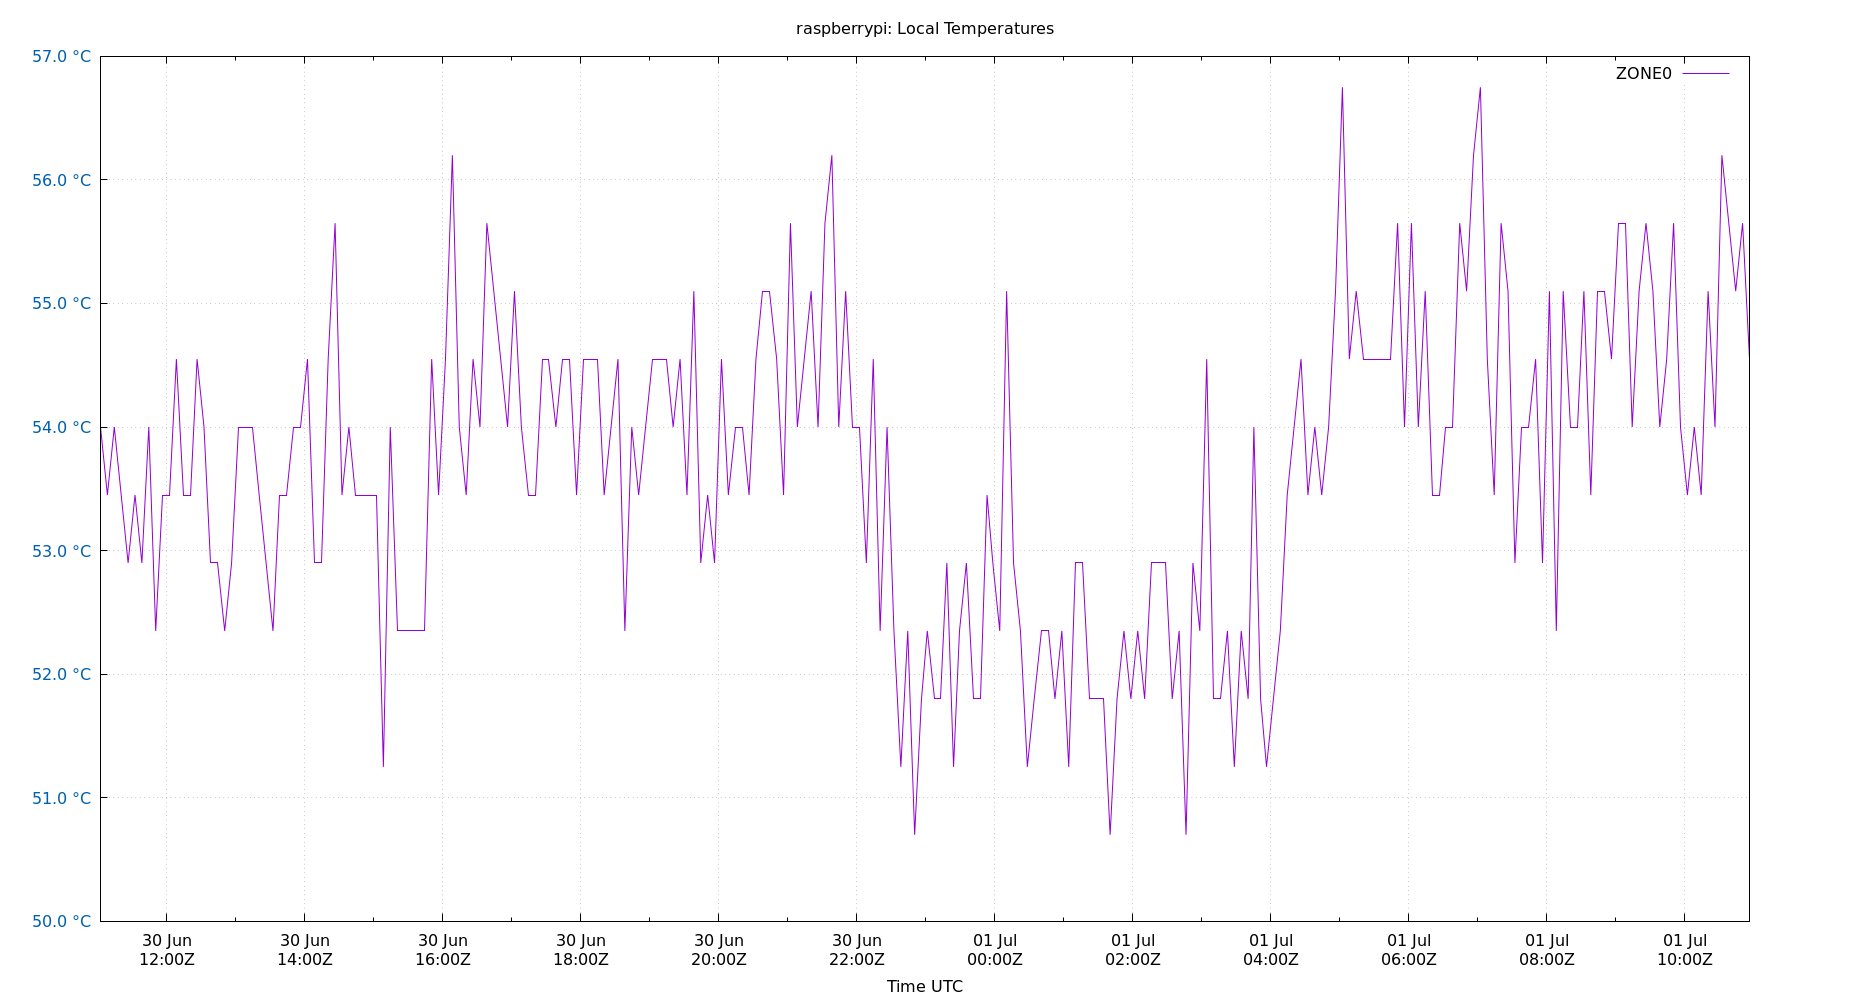 raspberrypi: Local Temperatures
57.0 °C
ZONE0
56.0 °C
55.0 °C
54.0 °C
53.0 °C
52.0 °C
51.0 °C
50.0 °C
30 Jun 30 Jun 30 Jun 30 Jun 30 Jun 30 Jun 01 Jul 01 Jul 01 Jul 01 Jul 01 Jul 01 Jul
12:00Z 14:00Z 16:00Z 18:00Z 20:00Z 22:00Z 00:00Z 02:00Z 04:00Z 06:00Z 08:00Z 10:00Z
Time UTC